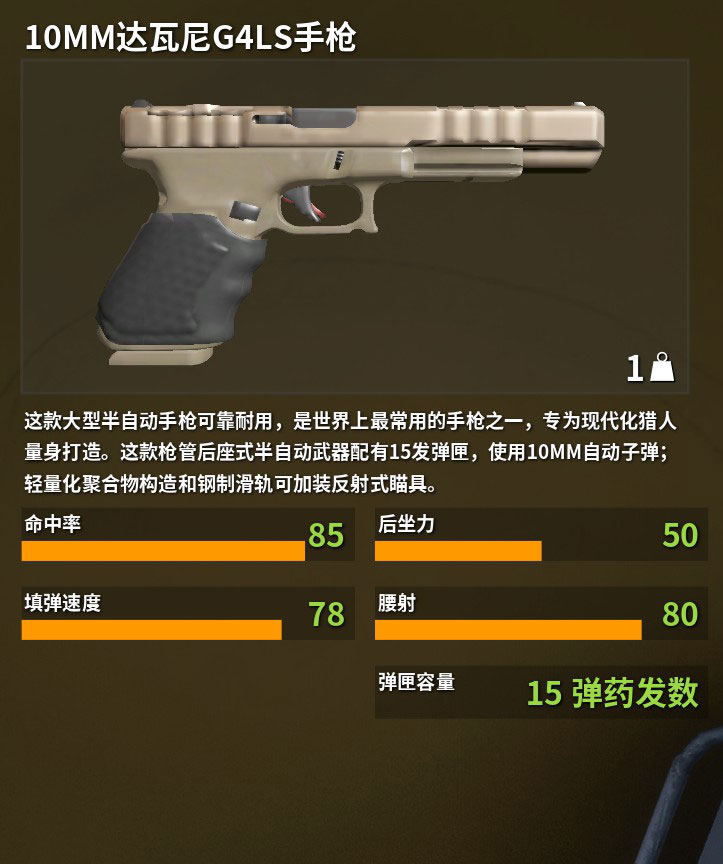 10MM达瓦尼G4LS手枪
1
这款大型半自动手枪可靠耐用，是世界上最常用的手枪之一，专为现代化猎人
量身打造。这款枪管后座式半自动武器配有15发弹匣，使用10MM自动子弹；
轻量化聚合物构造和钢制滑轨可加装反射式瞄具。
命中率 85
后坐力 50
填弹速度 78
腰射 80
弹匣容量 15 弹药发数